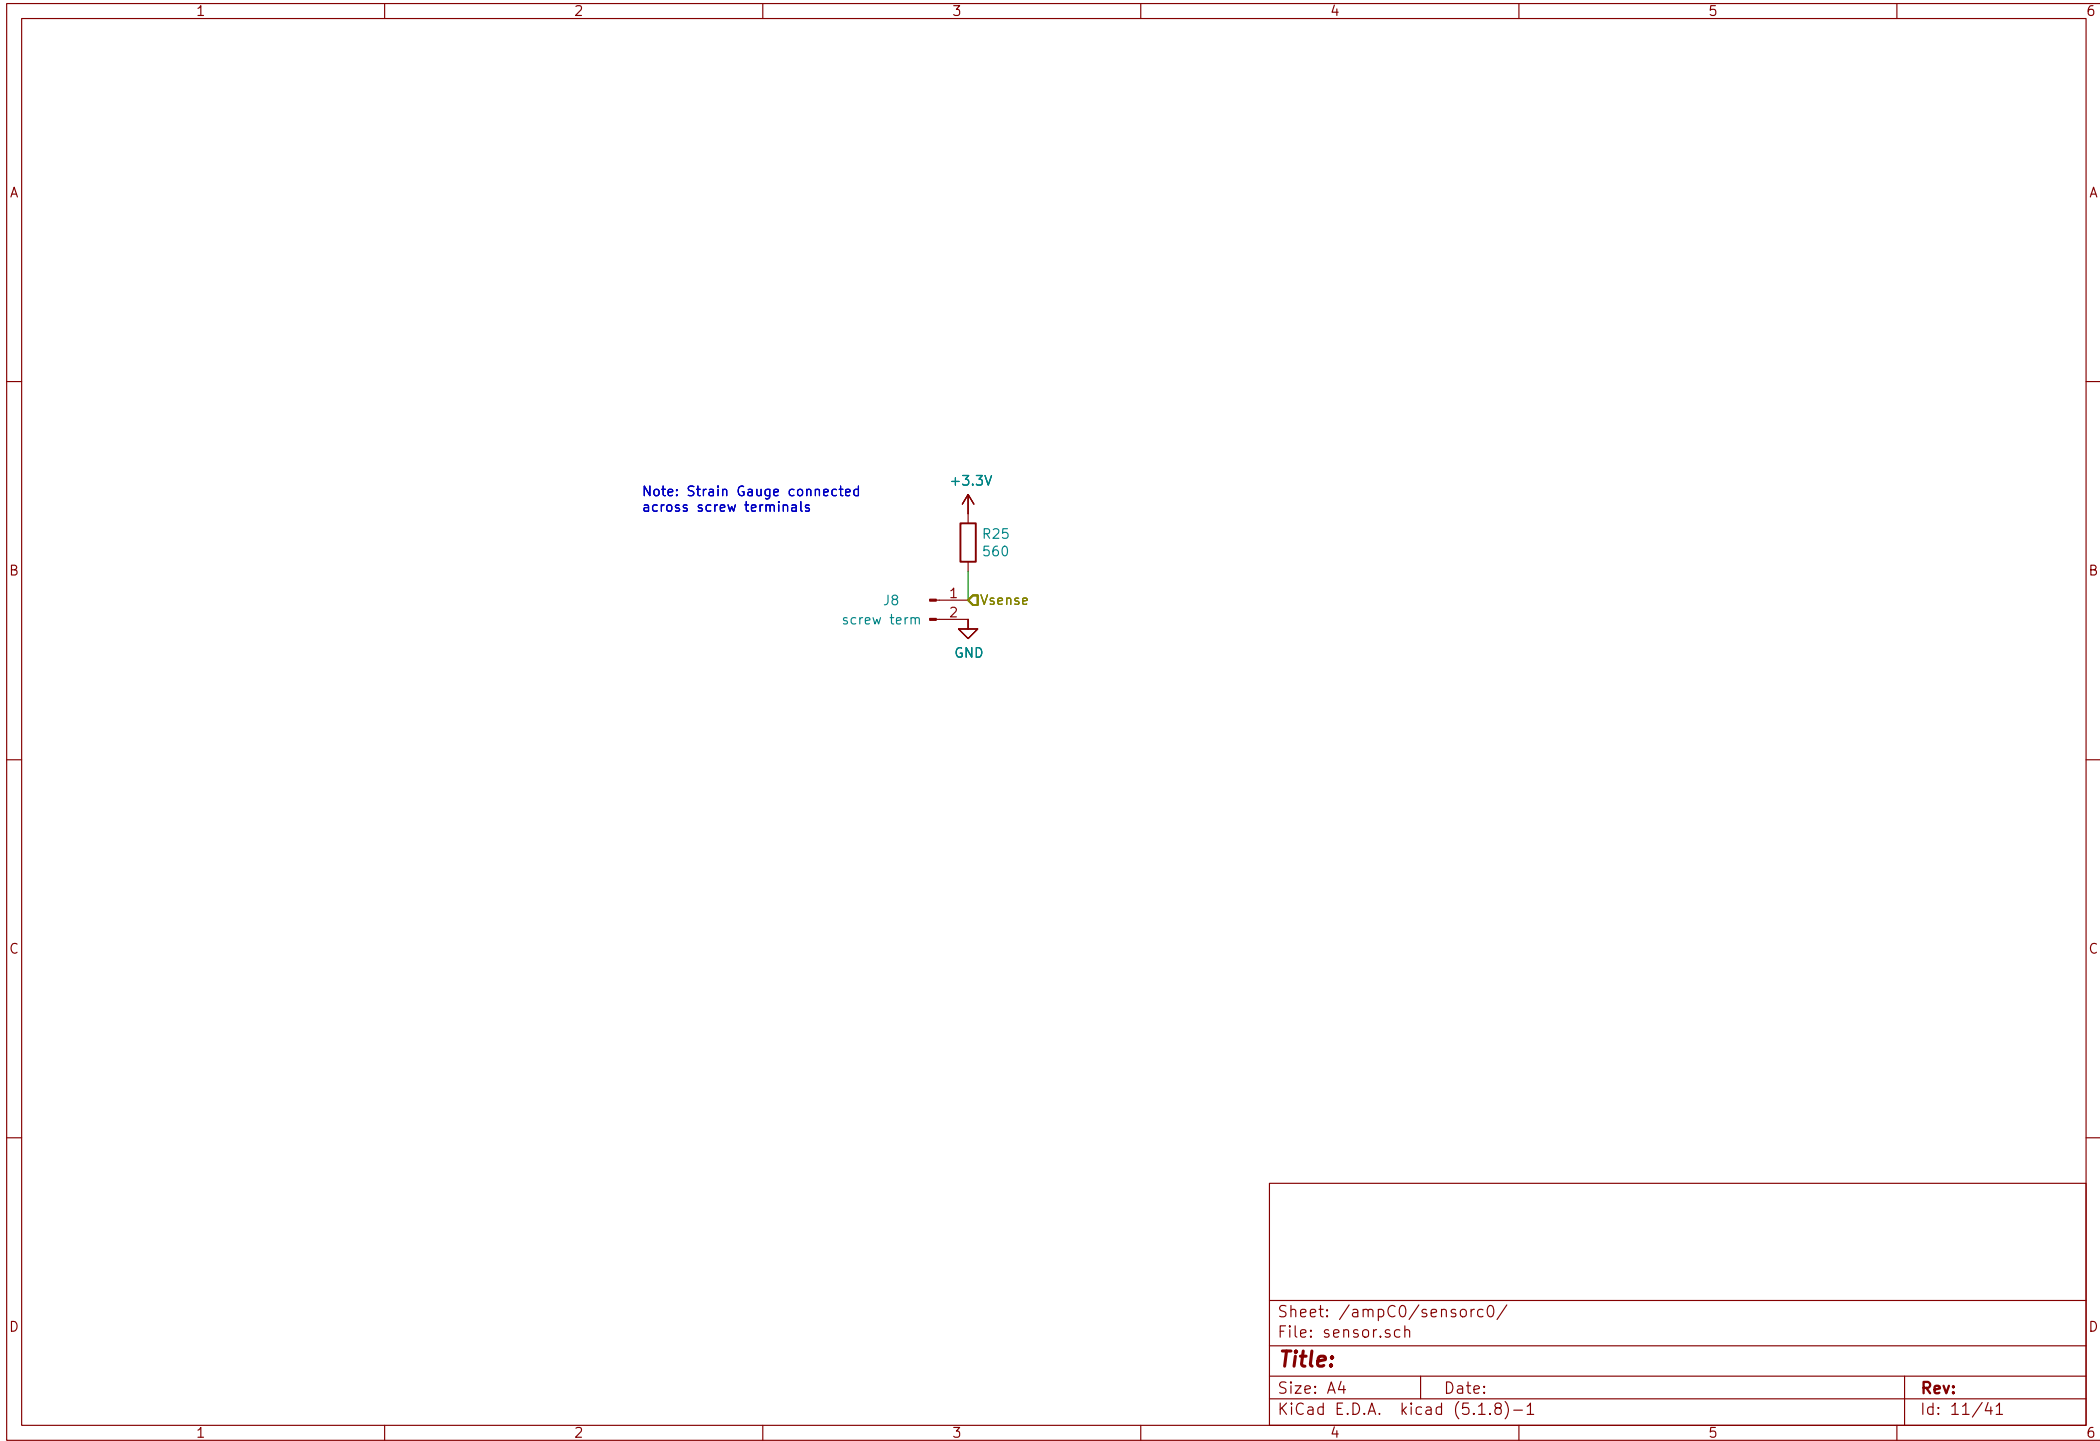 1 2 3 4 5 6
A A
+3.3V
Note: Strain Gauge connected
across screw terminals
R25
560
B B
J8 1 Vsense
screw term 2
GND
C C
Sheet: /ampC0/sensorc0/
File: sensor.sch
D D
Title:
Size: A4 Date: Rev:
KiCad E.D.A. kicad (5.1.8)-1 Id: 11/41
1 2 3 4 5 6